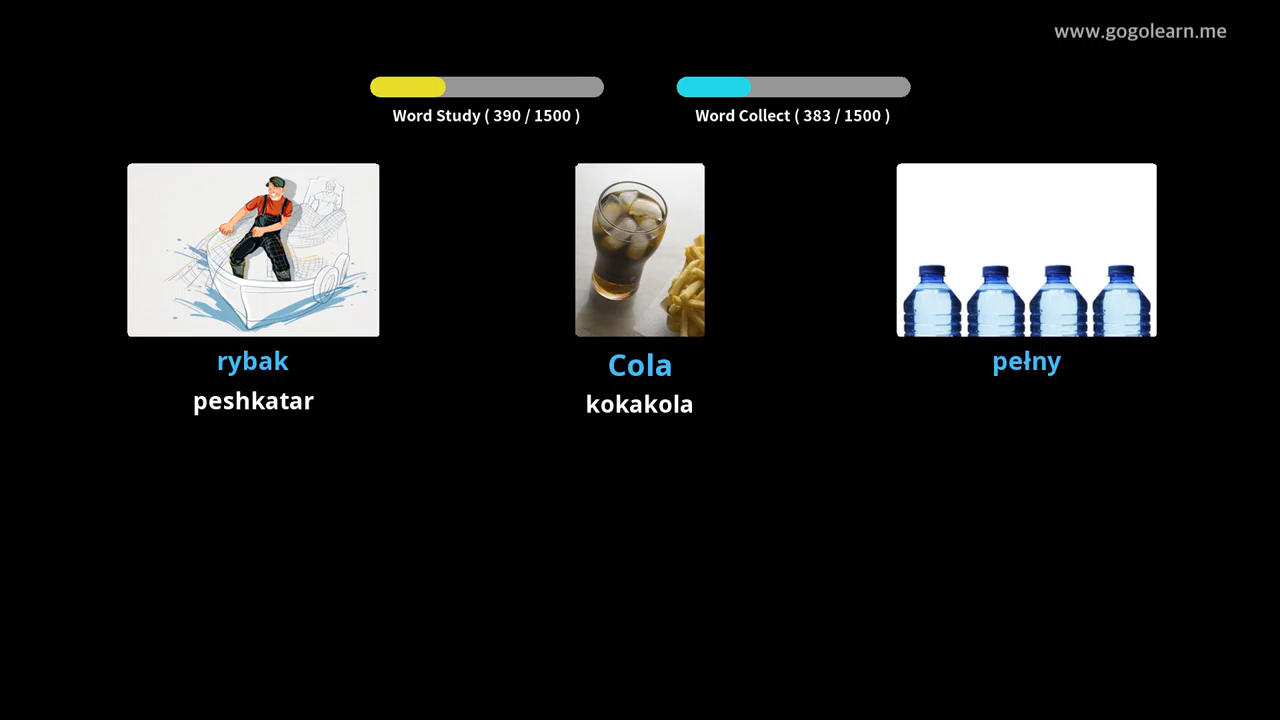 www.gogolearn.me
Word Study ( 390 / 1500 )
Word Collect ( 383 / 1500 )
rybak
peshkatar
Cola
kokakola
pełny